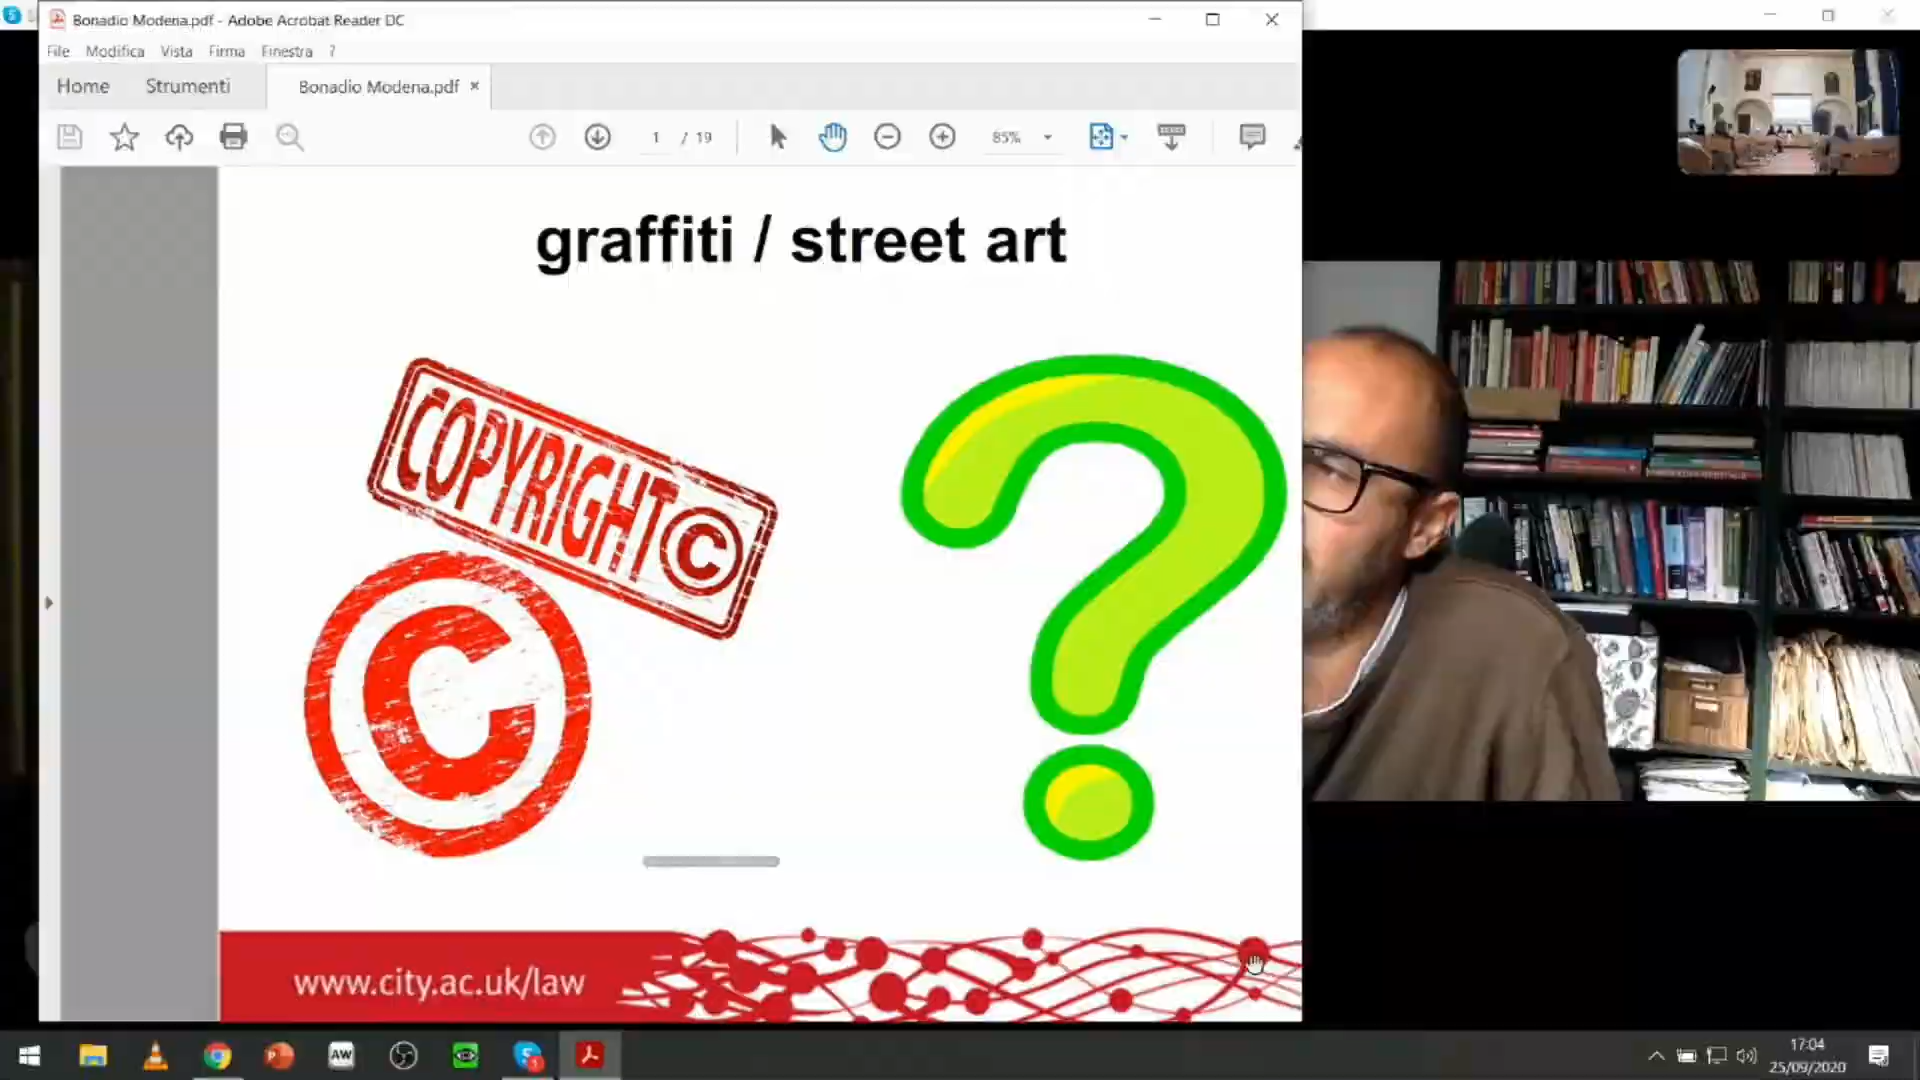 Bonadio Modena.pdf - Adobe Acrobat Reader DC
File Modifica Vista Firma Finestra ?
Home Strumenti Bonadio Modena.pdf ×
1 / 19 85%
graffiti / street art
COPYRIGHT ©
©
?
www.city.ac.uk/law
AW
17:04
25/09/2020